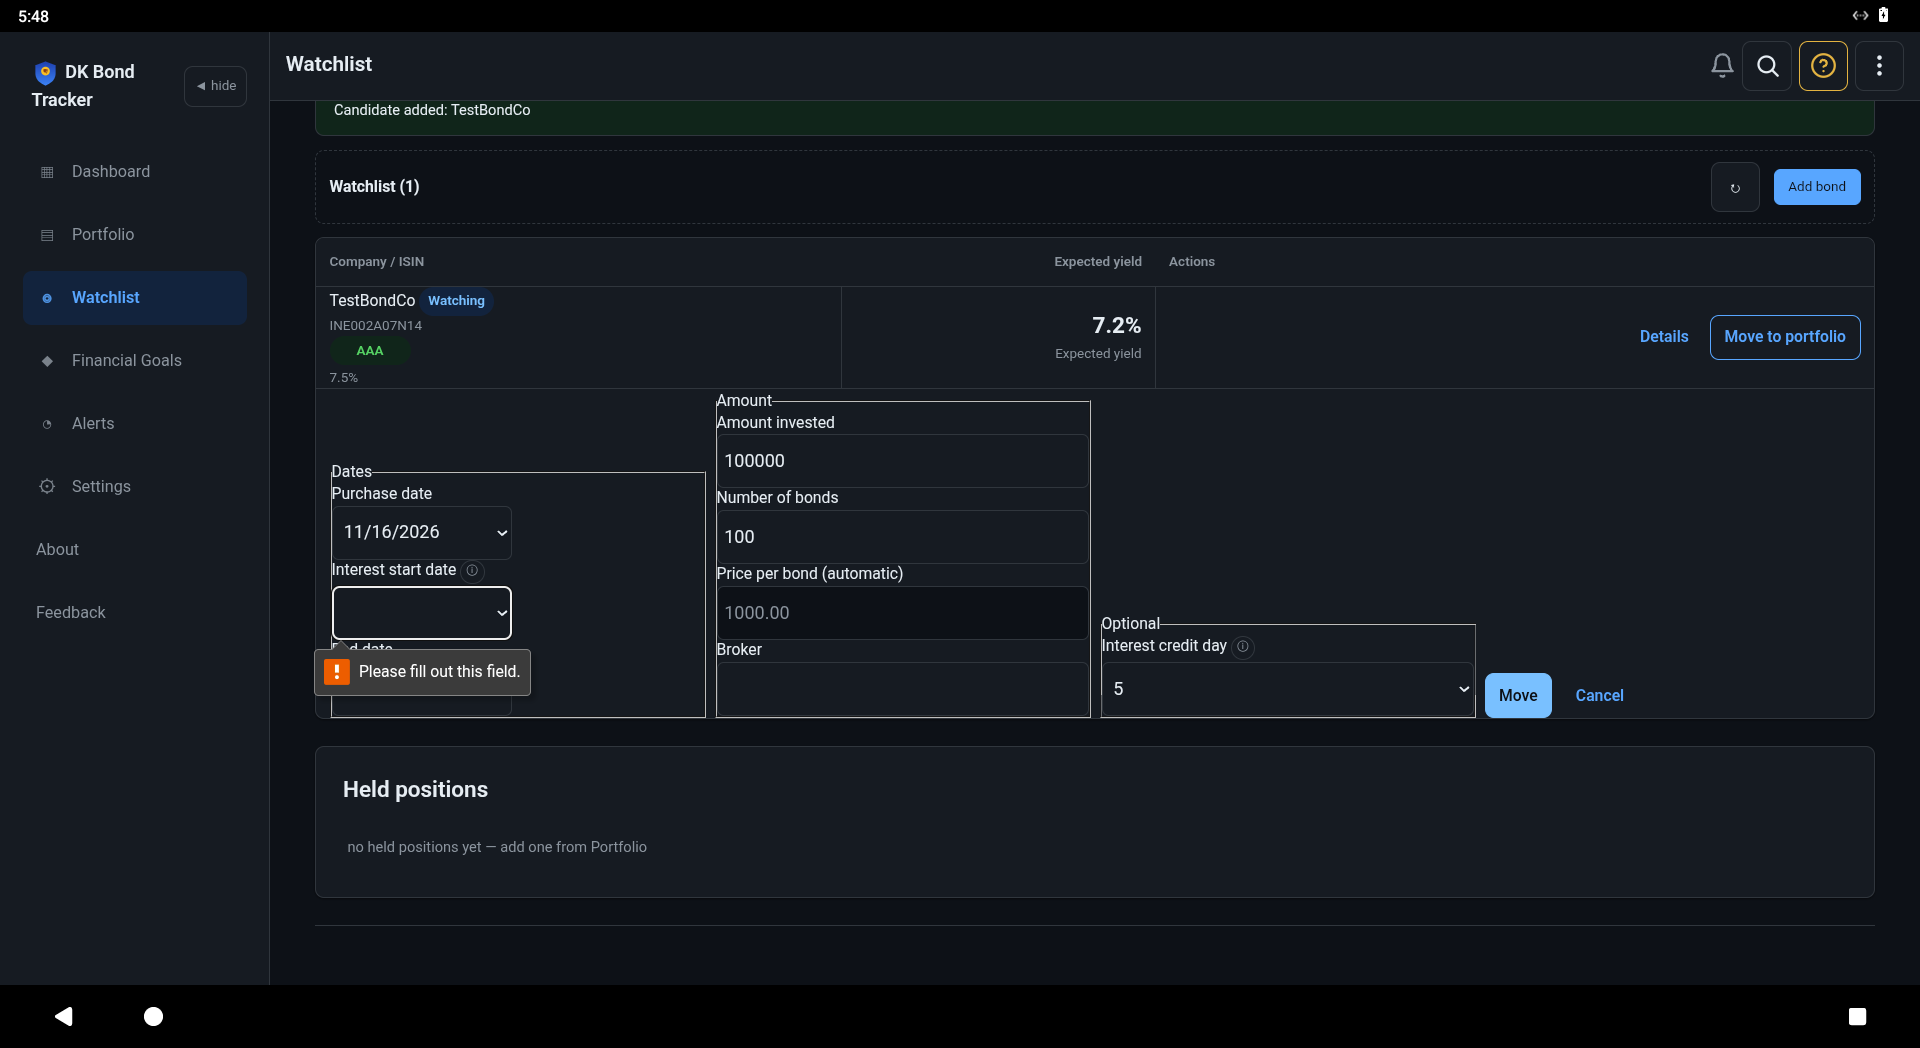 5:48
DK Bond
Tracker
◄ hide
Watchlist
Dashboard
Portfolio
Watchlist
Financial Goals
Alerts
Settings
About
Feedback
Candidate added: TestBondCo
Watchlist (1)
Add bond
Company / ISIN
Expected yield
Actions
TestBondCo
Watching
INE002A07N14
AAA
7.5%
7.2%
Expected yield
Details
Move to portfolio
Dates
Purchase date
11/16/2026
Interest start date
date
Please fill out this field.
Amount
Amount invested
100000
Number of bonds
100
Price per bond (automatic)
1000.00
Broker
Optional
Interest credit day
5
Move
Cancel
Held positions
no held positions yet — add one from Portfolio